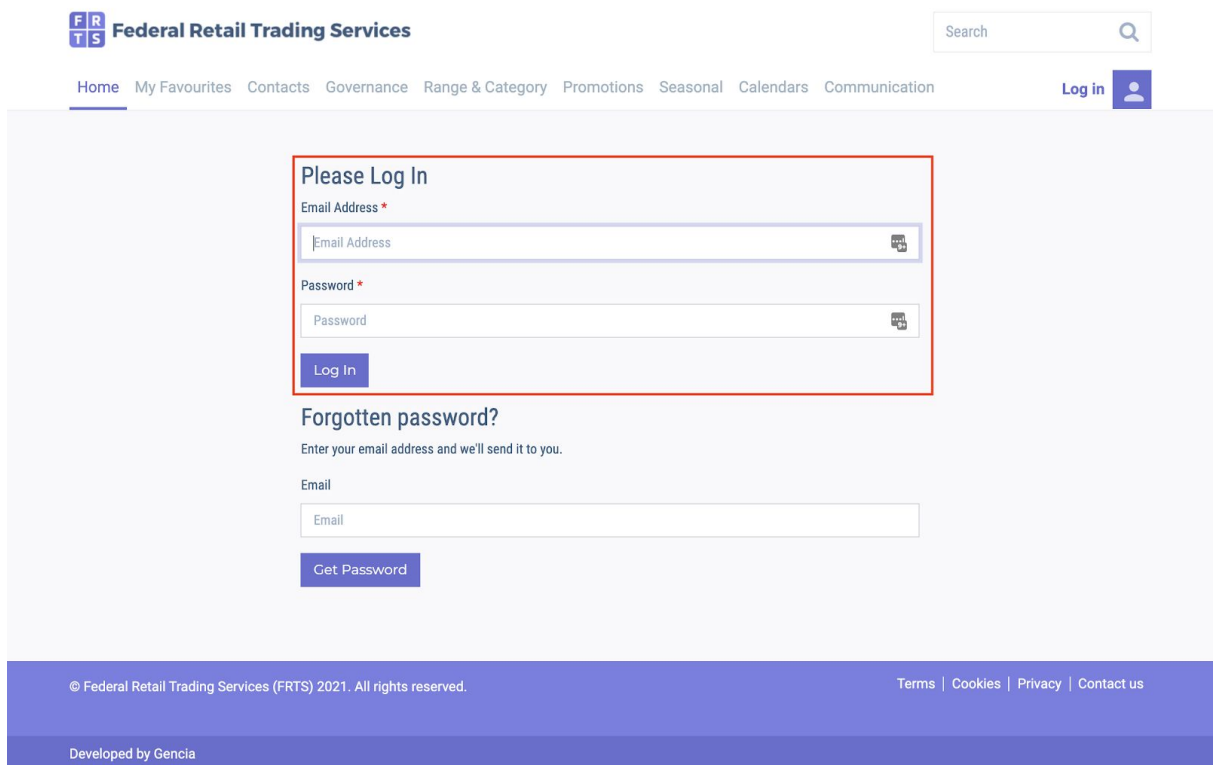 FR
TS
Federal Retail Trading Services
Search
Home My Favourites Contacts Governance Range & Category Promotions Seasonal Calendars Communication Log in
Please Log In
Email Address *
Email Address
Password *
Password
Log In
Forgotten password?
Enter your email address and we'll send it to you.
Email
Email
Get Password
© Federal Retail Trading Services (FRTS) 2021. All rights reserved.
Terms | Cookies | Privacy | Contact us
Developed by Gencia